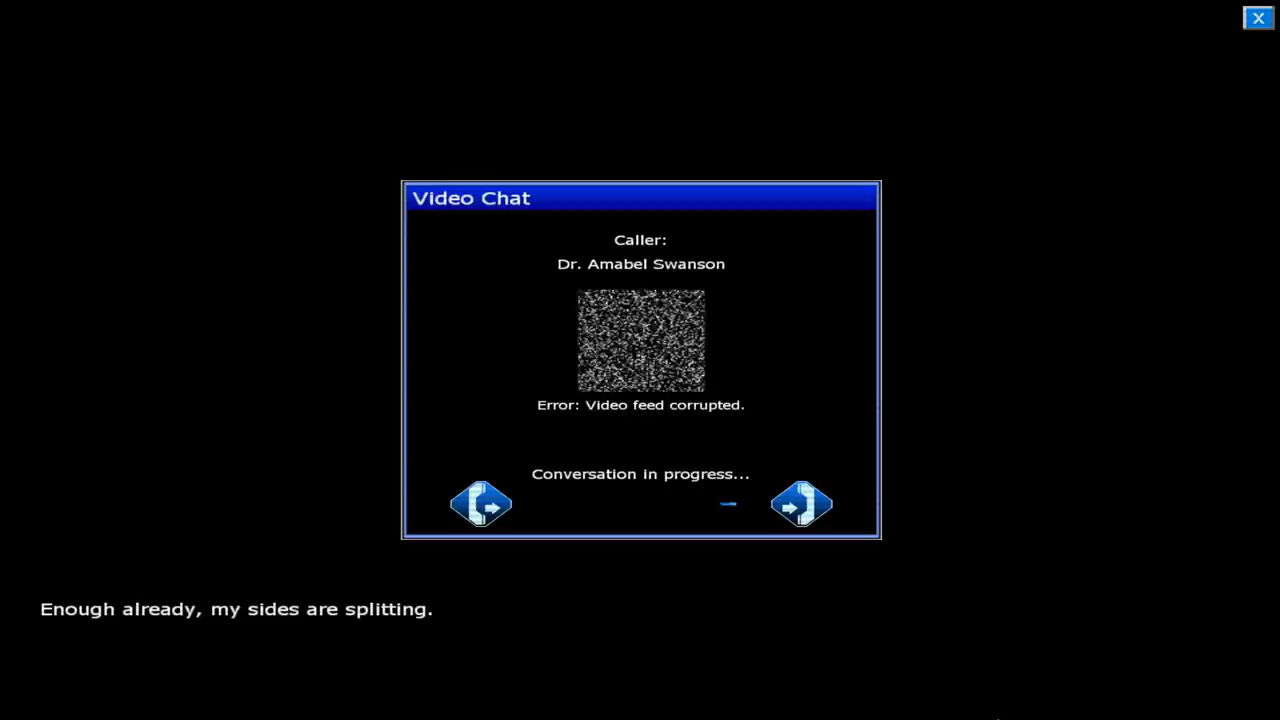 X
Video Chat
Caller:
Dr. Amabel Swanson
Error: Video feed corrupted.
Conversation in progress...
Enough already, my sides are splitting.